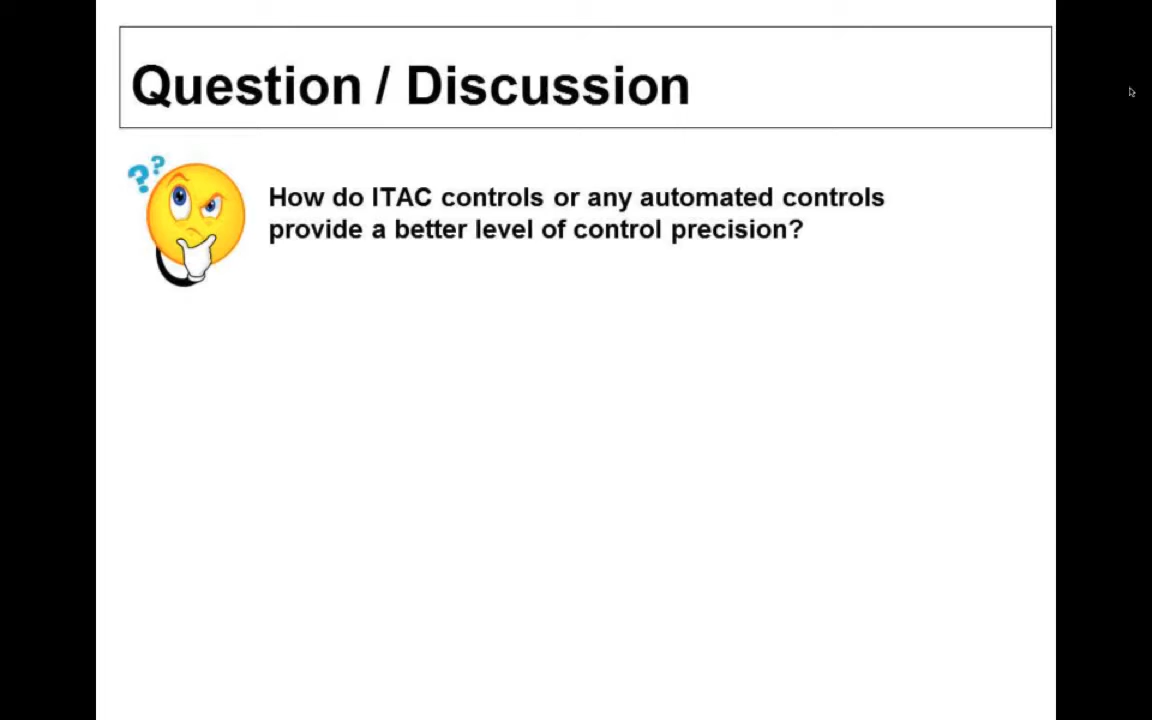 Question / Discussion
? ?
How do ITAC controls or any automated controls
provide a better level of control precision?